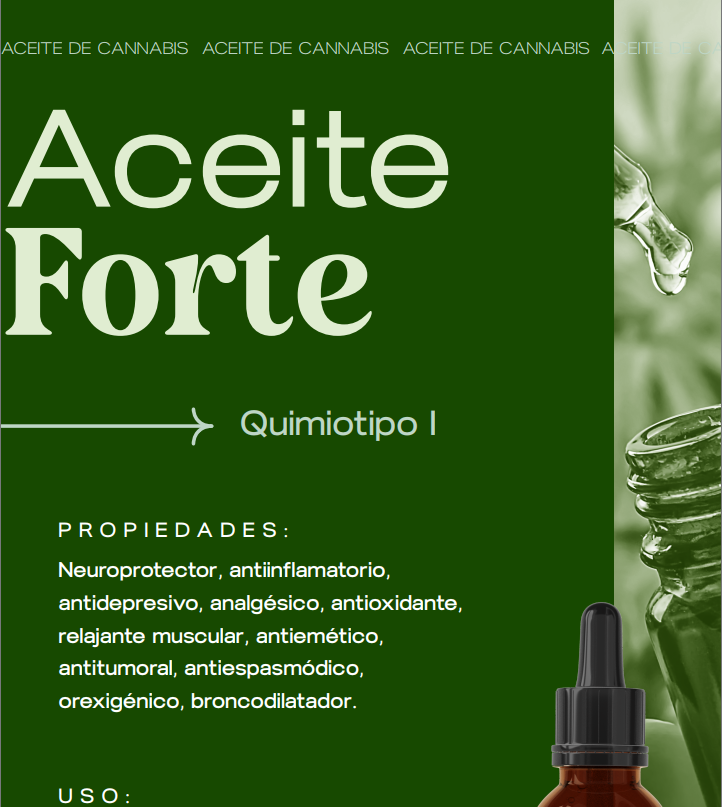 ACEITE DE CANNABIS ACEITE DE CANNABIS ACEITE DE CANNABIS ACEITE DE
Aceite
Forte
Quimiotipo I
PROPIEDADES:
Neuroprotector, antiinflamatorio,
antidepresivo, analgésico, antioxidante,
relajante muscular, antiemético,
antitumoral, antiespasmódico,
orexigénico, broncodilatador.
USO: